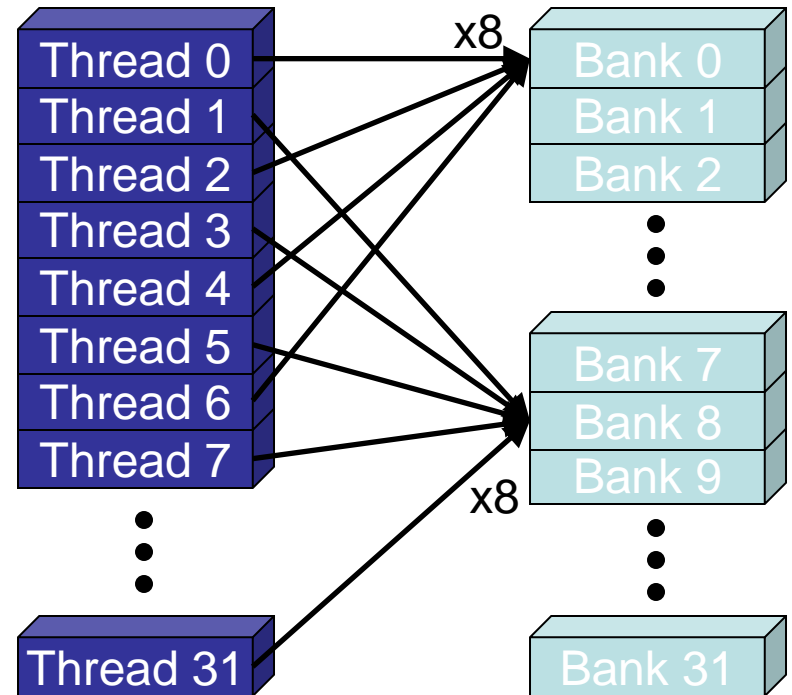 x8
Thread 0
Thread 1
Thread 2
Thread 3
Thread 4
Thread 5
Thread 6
Thread 7
Thread 31
Bank 0
Bank 1
Bank 2
Bank 7
Bank 8
Bank 9
x8
Bank 31